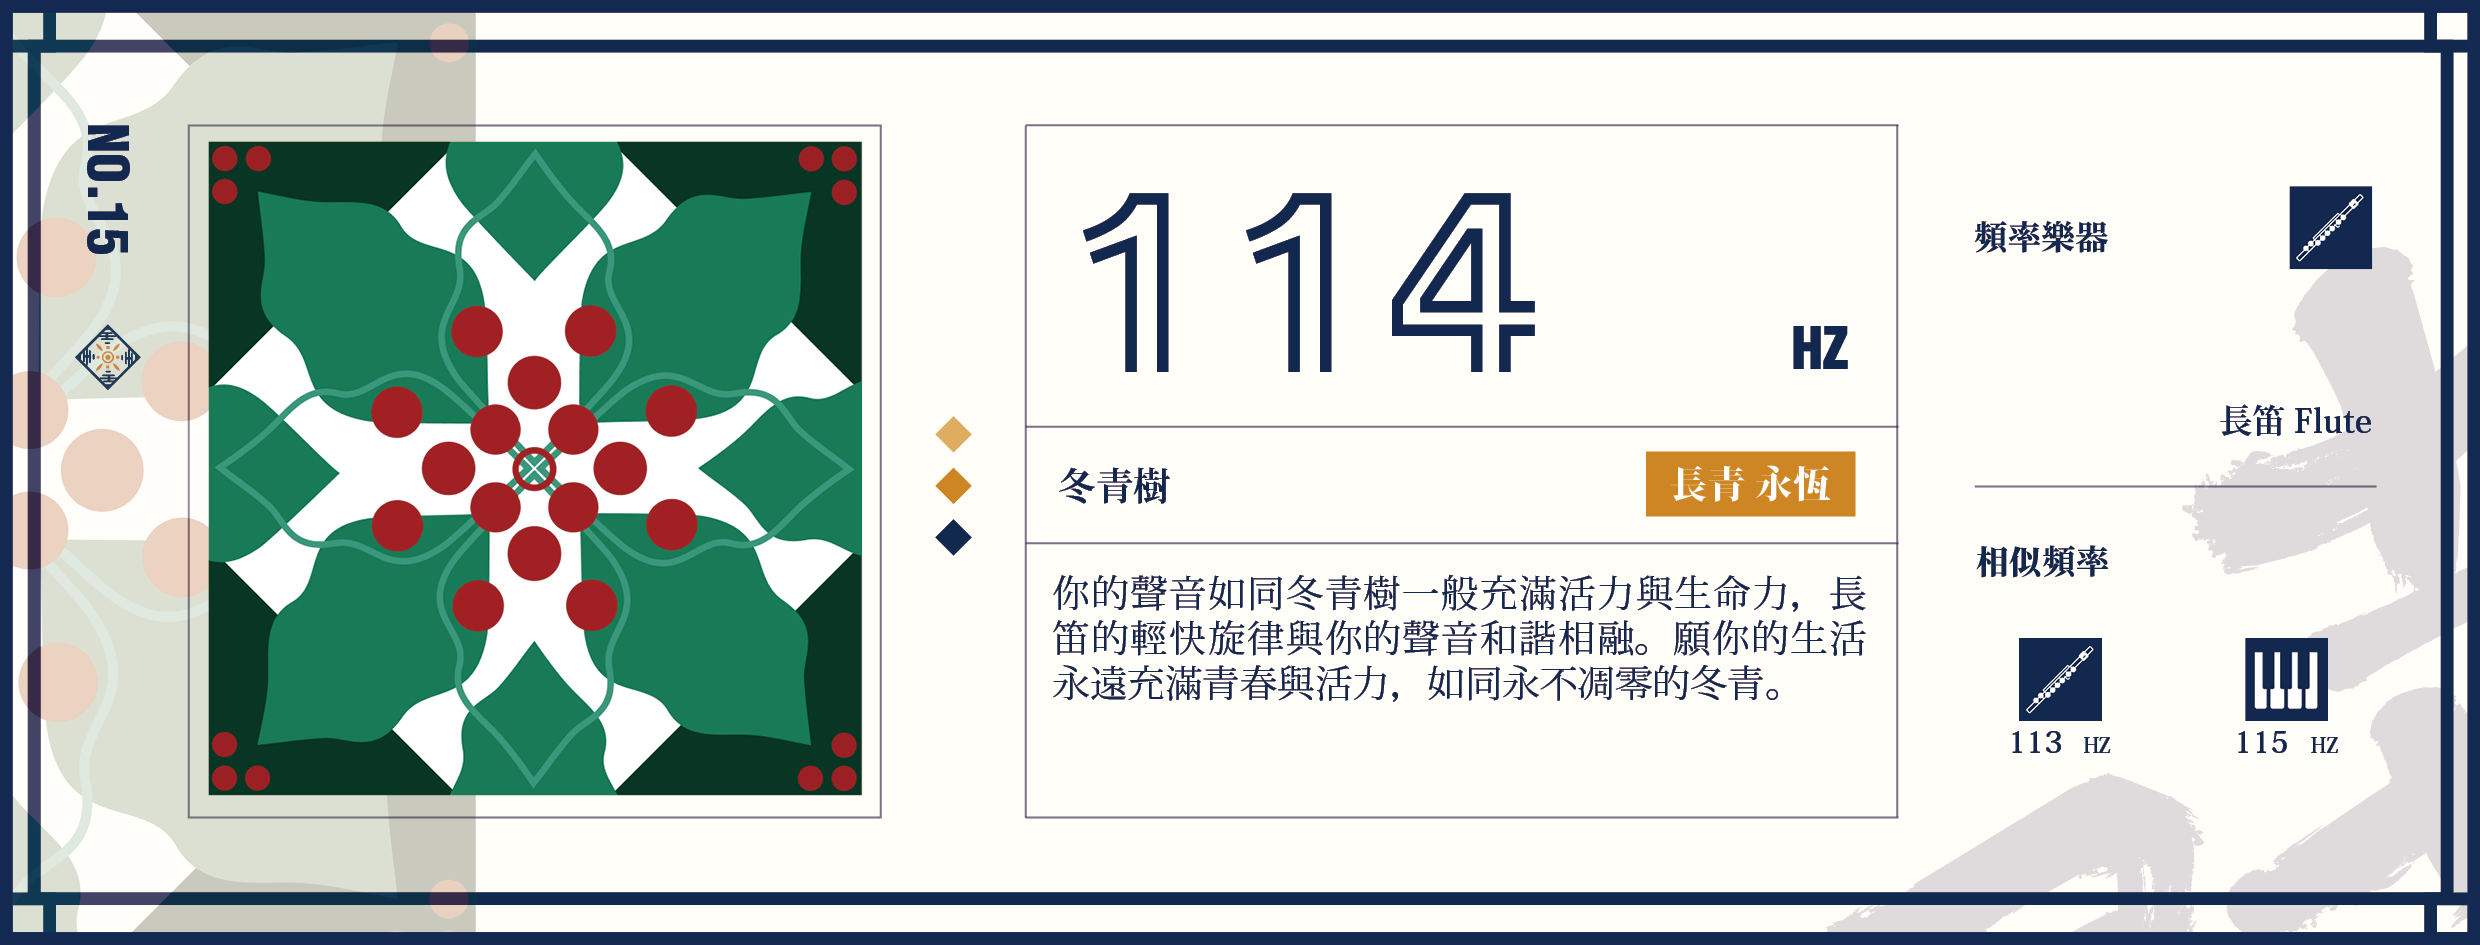 NO.15
114
HZ
冬青樹
長青 永恆
你的聲音如同冬青樹一般充滿活力與生命力，長
笛的輕快旋律與你的聲音和諧相融。願你的生活
永遠充滿青春與活力，如同永不凋零的冬青。
頻率樂器
長笛 Flute
相似頻率
113 HZ
115 HZ